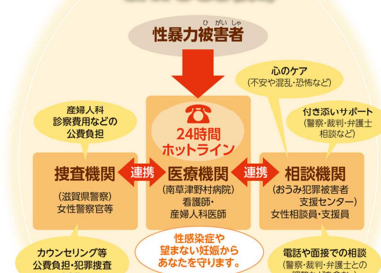 ひ がい しゃ
性暴力被害者
心のケア
(不安や混乱・恐怖など)
産婦人科
診察費用などの
公費負担
24時間
ホットライン
付き添いサポート
(警察・裁判・弁護士
相談など)
捜査機関
(滋賀県警察)
女性警察官等
連携
医療機関
(南草津野村病院)
看護師・
産婦人科医師
連携
相談機関
(おうみ犯罪被害者
支援センター)
女性相談員・支援員
カウンセリング等
公費負担・犯罪捜査
性感染症や
望まない妊娠から
あなたを守ります。
電話や面接での相談
(警察・裁判・弁護士との